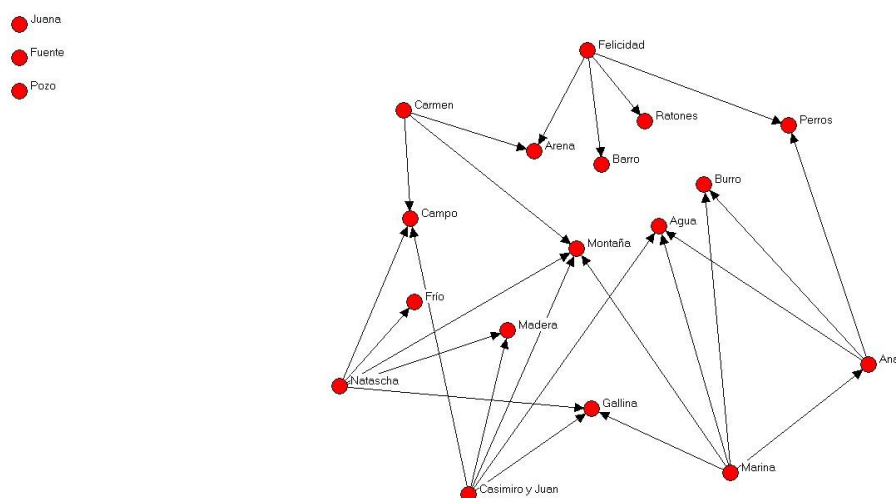 Juana
Fuente
Pozo
Felicidad
Carmen
Ratones
Perros
Arena
Barro
Burro
Campo
Agua
Montaña
Frío
Madera
Ana
Natascha
Gallina
Marina
Casimiro y Juan